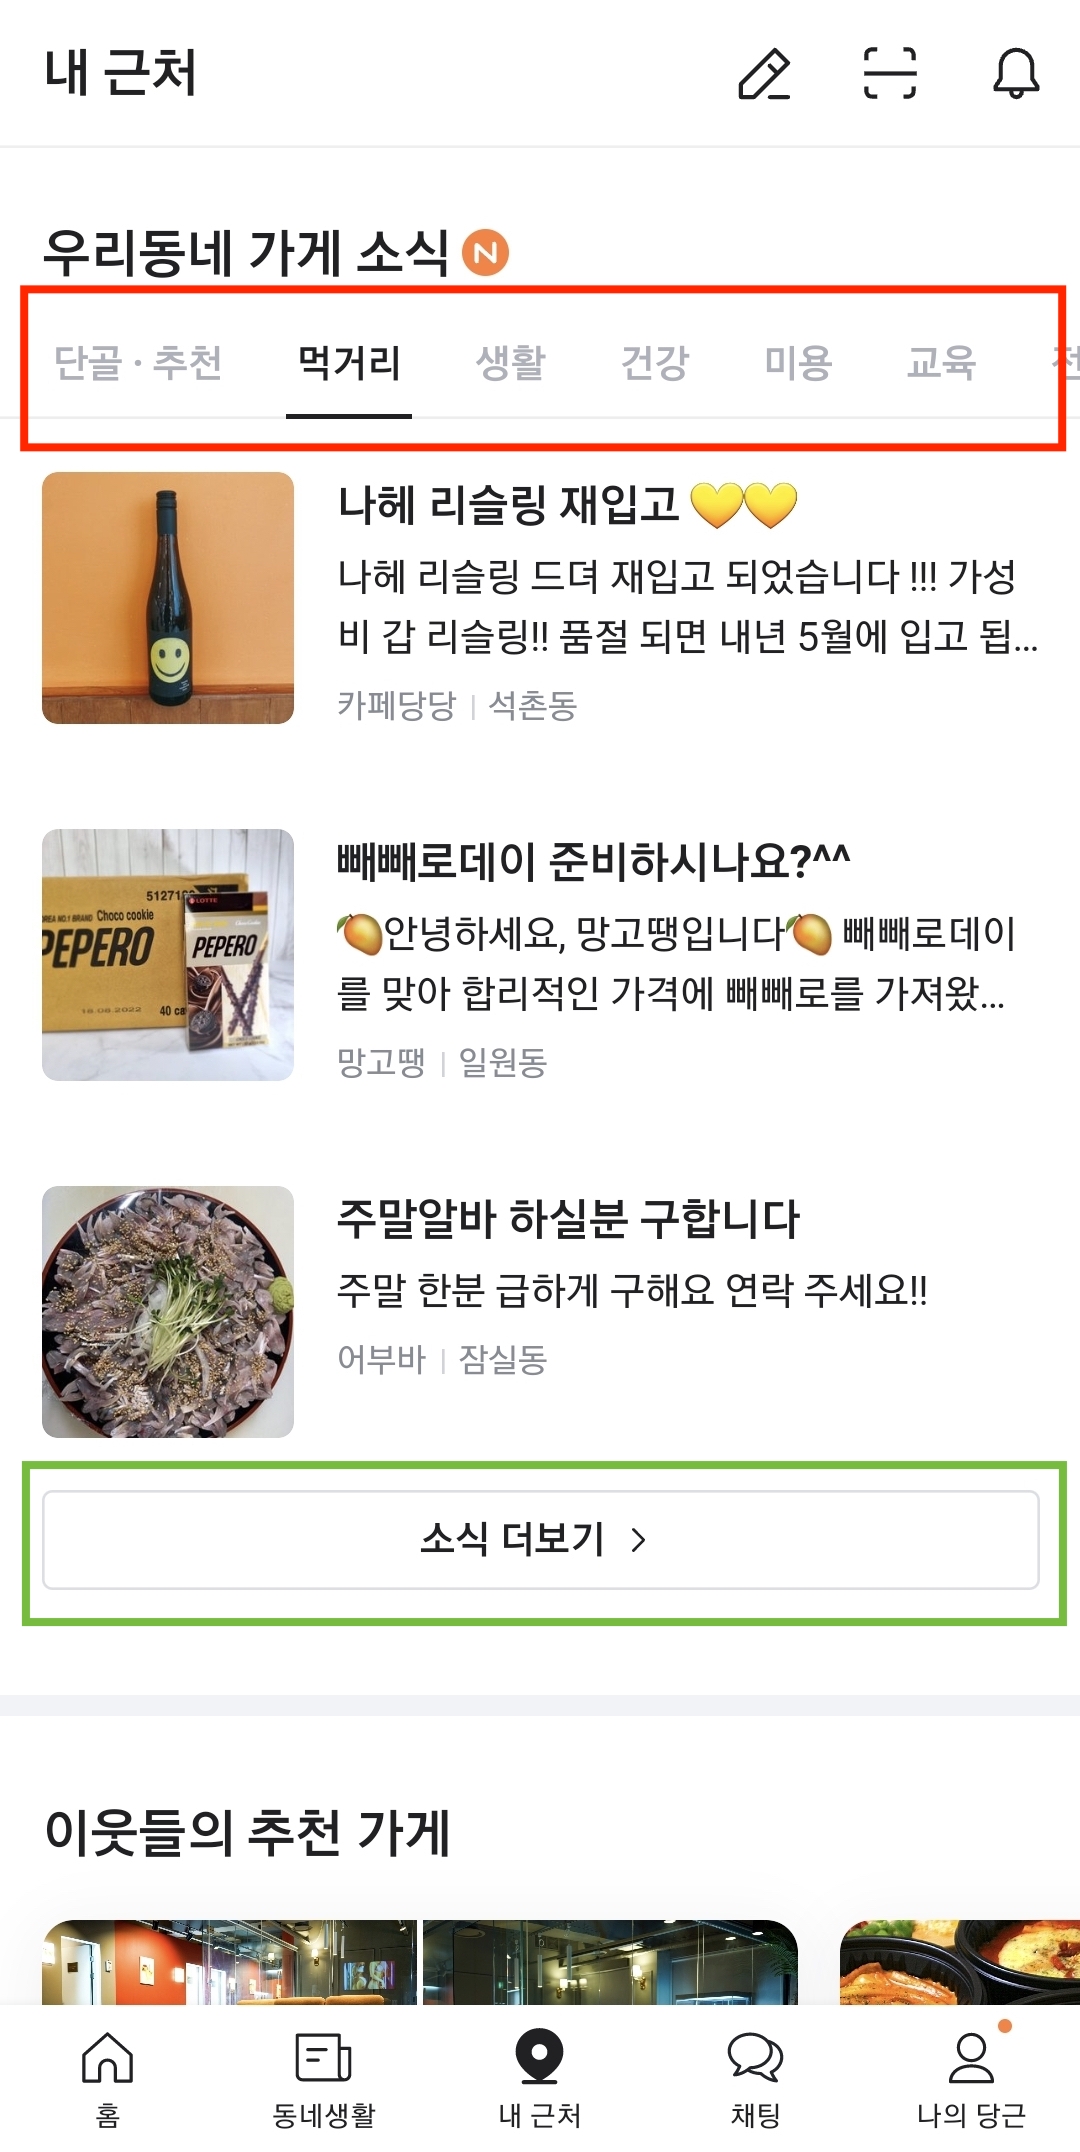 내 근처
우리동네 가게 소식 N
단골 · 추천 먹거리 생활 건강 미용 교육
나헤 리슬링 재입고 💛💛
나헤 리슬링 드뎌 재입고 되었습니다 !!! 가성
비 갑 리슬링!! 품절 되면 내년 5월에 입고 됩...
카페당당 | 석촌동
512719
KOREA NO.1 BRAND Choco cookie
PEPERO
18.08.2022
40 ca
LOTTE
PEPERO
빼빼로데이 준비하시나요?^^
🥭안녕하세요, 망고땡입니다🥭 빼빼로데이
를 맞아 합리적인 가격에 빼빼로를 가져왔...
망고땡 | 일원동
주말알바 하실분 구합니다
주말 한분 급하게 구해요 연락 주세요!!
어부바 | 잠실동
소식 더보기 >
이웃들의 추천 가게
홈 동네생활 내 근처 채팅 나의 당근